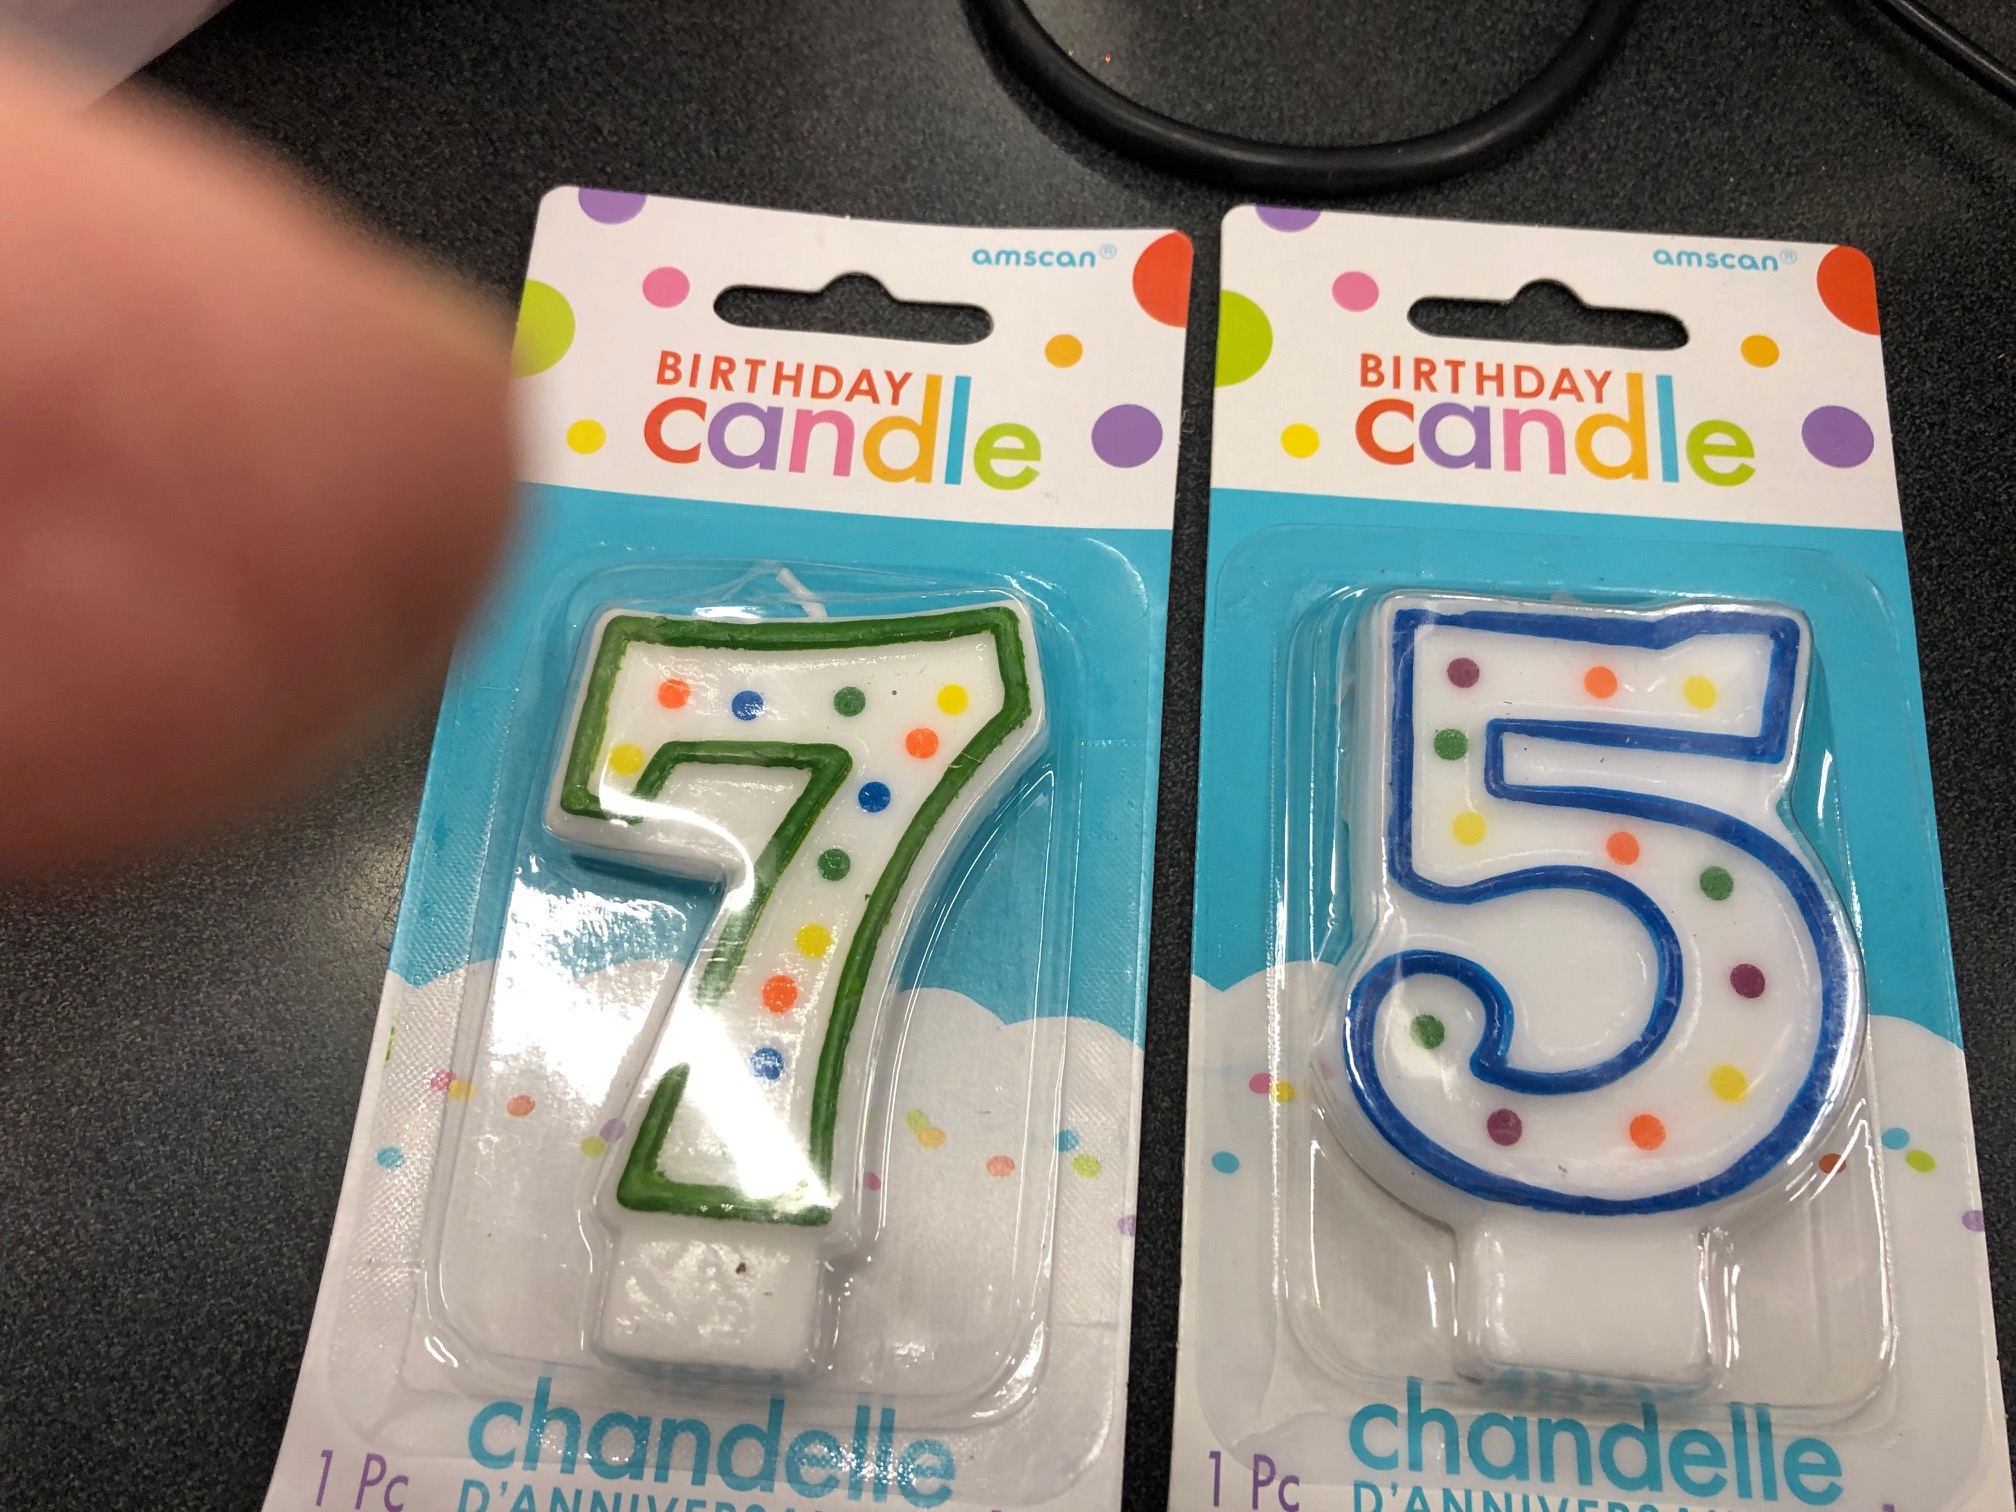 amscan®
BIRTHDAY
candle
7
chandelle
1 Pc
amscan®
BIRTHDAY
candle
5
chandelle
1 Pc